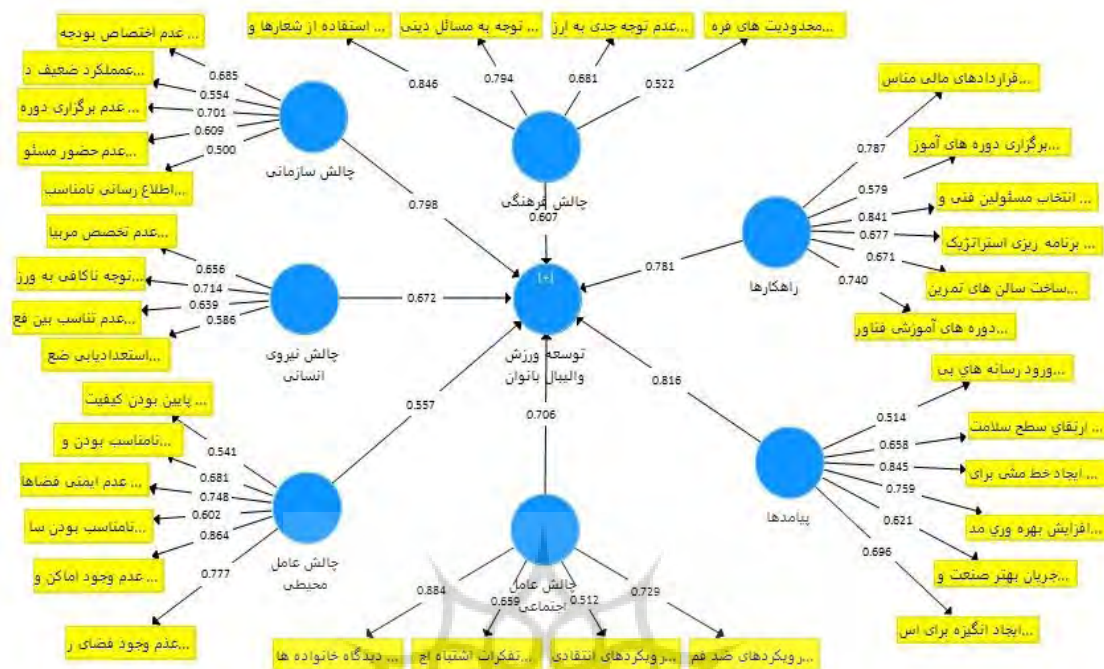 ... استفاده از شعارها و
... توجه به مسائل دینی
...عدم توجه جدی به ارز
...محدودیت های فره
0.846
0.794
0.681
0.522
چالش فرهنگی
0.607
... عدم اختصاص بودجه
...عمملکرد ضعیف د
... عدم برگزاری دوره
...عدم حضور مسئو
...اطلاع رسانی نامناسب
0.685
0.554
0.701
0.609
0.500
چالش سازمانی
0.798
...عدم تخصص مربیا
...توجه ناکافی به ورز
...عدم تناسب بین فع
...استعدادیابی ضع
0.656
0.714
0.639
0.586
چالش نیروی
انسانی
0.672
... پایین بودن کیفیت
...نامناسب بودن و
... عدم ایمنی فضاها
...نامناسب بودن سا
... عدم وجود اماکن و
... عدم وجود فضای ر
0.541
0.681
0.748
0.602
0.864
0.777
چالش عامل
محیطی
0.557
[+]
توسعه ورزش
والیبال بانوان
...قراردادهای مالی مناس
...برگزاری دوره های آموز
... انتخاب مسئولین فنی و
... برنامه ریزی استراتژیک
...ساخت سالن های تمرین
...دوره های آموزشی فناور
0.787
0.579
0.841
0.677
0.671
0.740
راهکارها
0.781
...ورود رسانه هاي بی
... ارتقاي سطح سلامت
... ایجاد خط مشی برای
...افزایش بهره وري مد
...جریان بهتر صنعت و
...ایجاد انگیزه برای اس
0.514
0.658
0.845
0.759
0.621
0.696
پیامدها
0.816
0.706
چالش عامل
اجتماعی
0.884
0.659
0.512
0.729
... دیدگاه خانواده ها
...تفکرات اشتباه اج
...رویکردهای انتقادی
...رویکردهای ضد فم